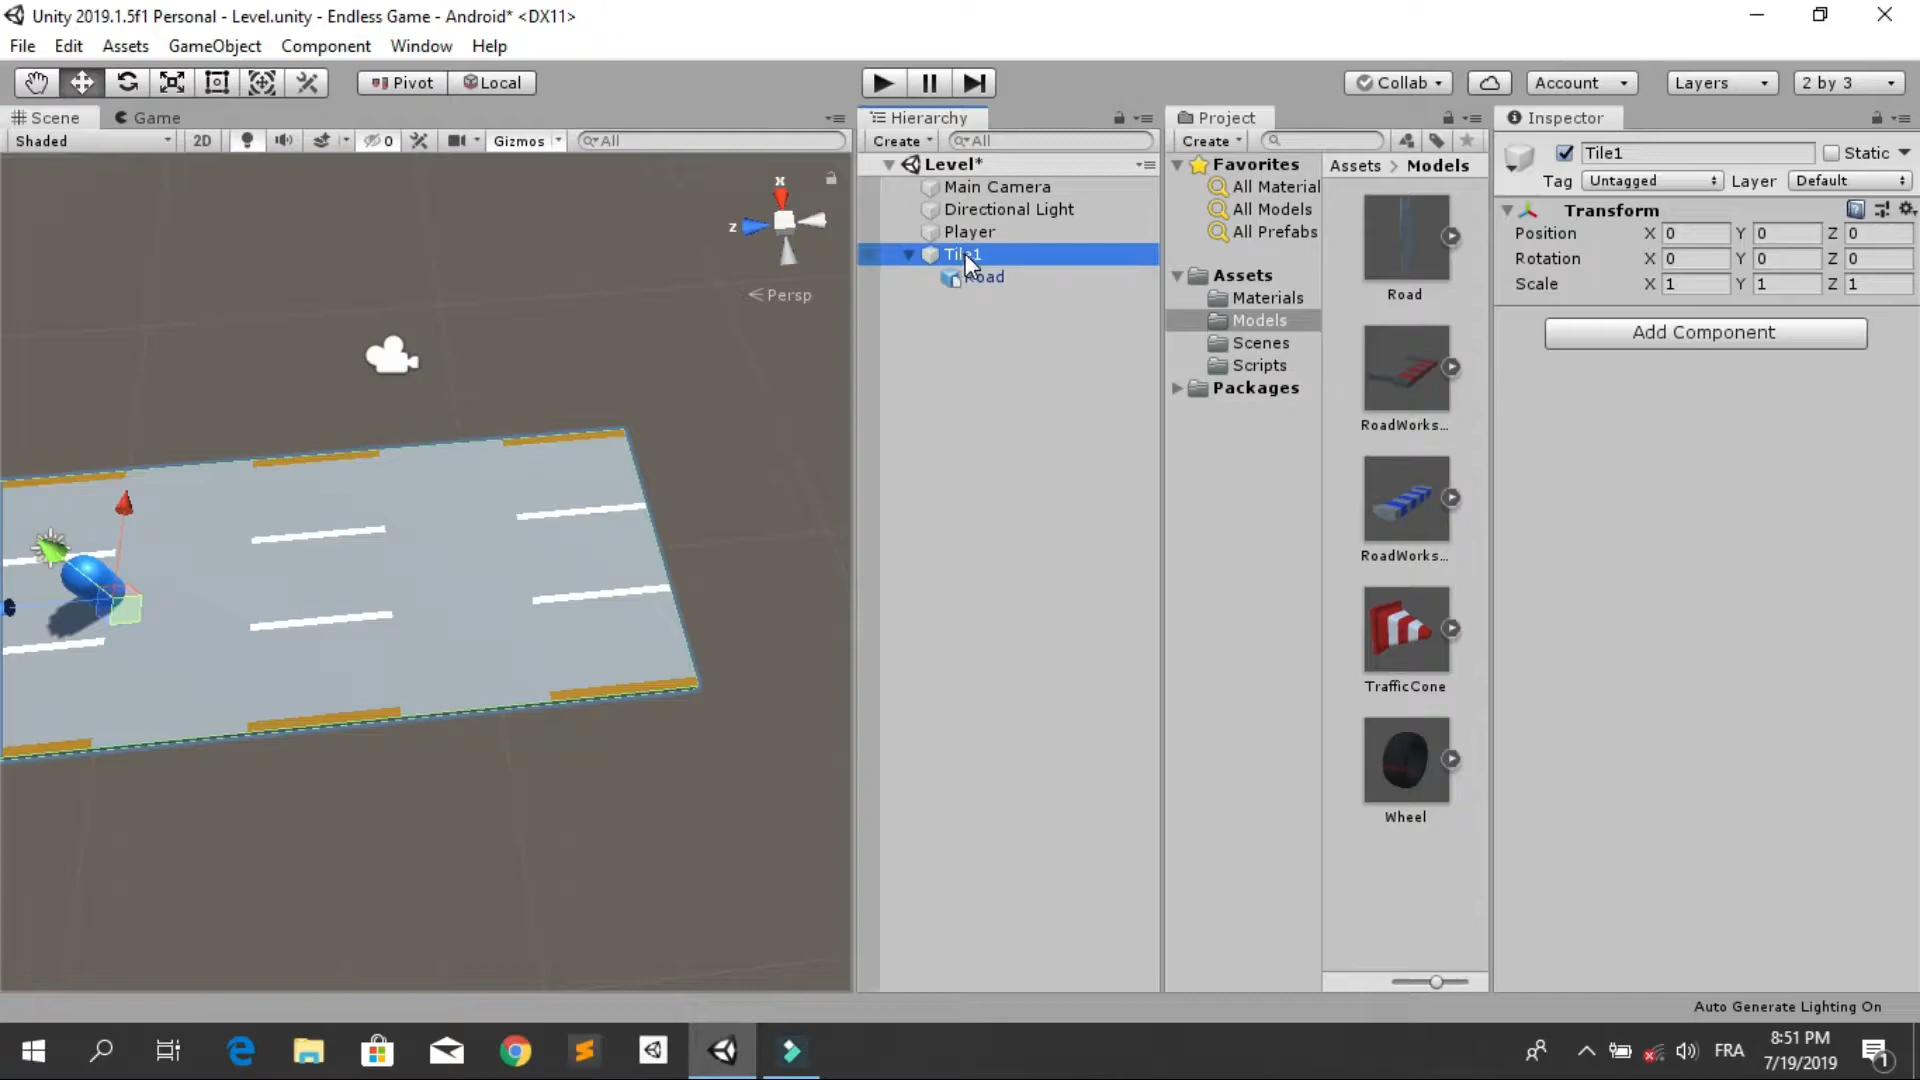 Unity 2019.1.5f1 Personal - Level.unity - Endless Game - Android* <DX11>
File Edit Assets GameObject Component Window Help
Pivot Local
Collab Account Layers 2 by 3
Scene Game
Shaded 2D 0 Gizmos All
x
z
Persp
Hierarchy
Create All
Level*
Main Camera
Directional Light
Player
Tile1
Road
Project
Create
Favorites
All Material
All Models
All Prefabs
Assets
Materials
Models
Scenes
Scripts
Packages
Assets > Models
Road
RoadWorks...
RoadWorks...
TrafficCone
Wheel
Inspector
Tile1 Static
Tag Untagged Layer Default
Transform
Position X 0 Y 0 Z 0
Rotation X 0 Y 0 Z 0
Scale X 1 Y 1 Z 1
Add Component
Auto Generate Lighting On
FRA
8:51 PM
7/19/2019
1